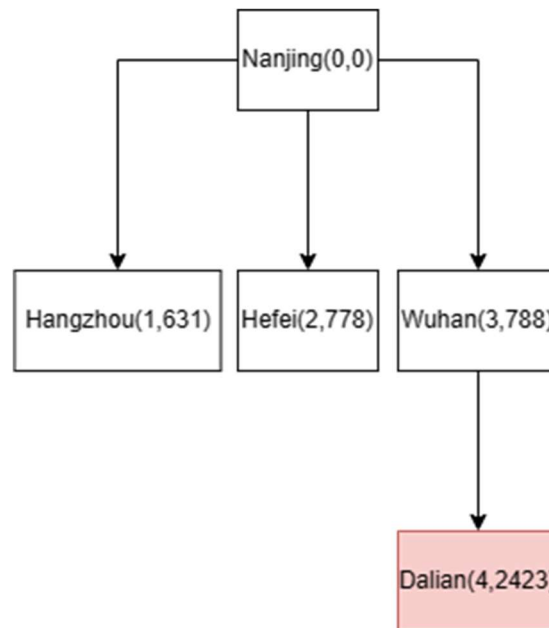 Nanjing(0,0)
Hangzhou(1,631)
Hefei(2,778)
Wuhan(3,788)
Dalian(4,2423